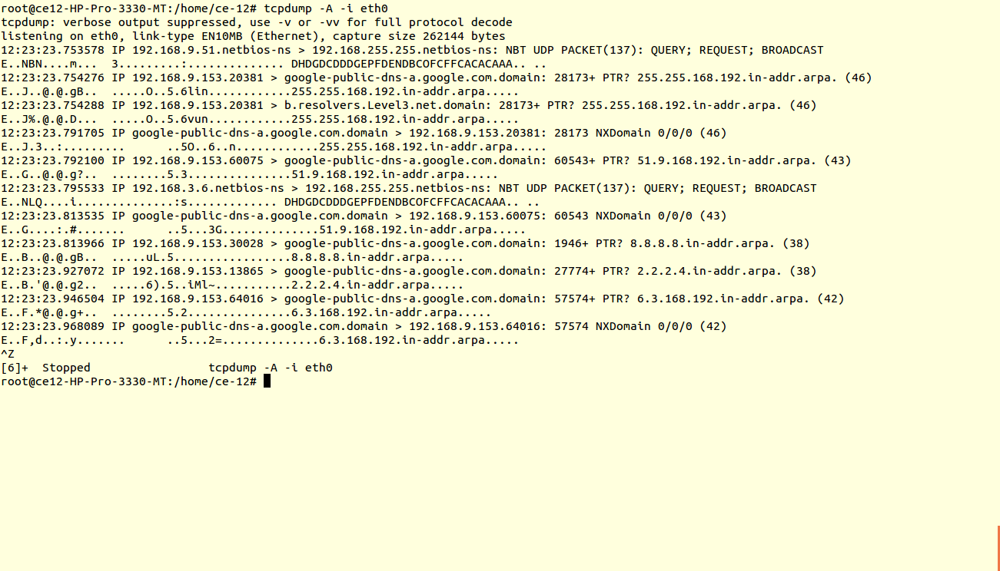 root@ce12-HP-Pro-3330-MT:/home/ce-12# tcpdump -A -i eth0
tcpdump: verbose output suppressed, use -v or -vv for full protocol decode
listening on eth0, link-type EN10MB (Ethernet), capture size 262144 bytes
12:23:23.753578 IP 192.168.9.51.netbios-ns > 192.168.255.255.netbios-ns: NBT UDP PACKET(137): QUERY; REQUEST; BROADCAST
E..NBN....m...  3.........:.............. DHDGDCDDDGEPFDENDBCOFCFFCACACAAA.. ..
12:23:23.754276 IP 192.168.9.153.20381 > google-public-dns-a.google.com.domain: 28173+ PTR? 255.255.168.192.in-addr.arpa. (46)
E..J..@.@.gB..  .....O..5.6lin............255.255.168.192.in-addr.arpa.....
12:23:23.754288 IP 192.168.9.153.20381 > b.resolvers.Level3.net.domain: 28173+ PTR? 255.255.168.192.in-addr.arpa. (46)
E..J%.@.@.D...  .....O..5.6vun............255.255.168.192.in-addr.arpa.....
12:23:23.791705 IP google-public-dns-a.google.com.domain > 192.168.9.153.20381: 28173 NXDomain 0/0/0 (46)
E..J.3..:.........      ..5O..6..n............255.255.168.192.in-addr.arpa.....
12:23:23.792100 IP 192.168.9.153.60075 > google-public-dns-a.google.com.domain: 60543+ PTR? 51.9.168.192.in-addr.arpa. (43)
E..G..@.@.g?..  ........5.3...............51.9.168.192.in-addr.arpa.....
12:23:23.795533 IP 192.168.3.6.netbios-ns > 192.168.255.255.netbios-ns: NBT UDP PACKET(137): QUERY; REQUEST; BROADCAST
E..NLQ....i..............:s............. DHDGDCDDDGEPFDENDBCOFCFFCACACAAA.. ..
12:23:23.813535 IP google-public-dns-a.google.com.domain > 192.168.9.153.60075: 60543 NXDomain 0/0/0 (43)
E..G....:.#.......      ..5...3G..............51.9.168.192.in-addr.arpa.....
12:23:23.813966 IP 192.168.9.153.30028 > google-public-dns-a.google.com.domain: 1946+ PTR? 8.8.8.8.in-addr.arpa. (38)
E..B..@.@.gB..  .....uL.5.................8.8.8.8.in-addr.arpa.....
12:23:23.927072 IP 192.168.9.153.13865 > google-public-dns-a.google.com.domain: 27774+ PTR? 2.2.2.4.in-addr.arpa. (38)
E..B.'@.@.g2..  .....6).5..iMl~...........2.2.2.4.in-addr.arpa.....
12:23:23.946504 IP 192.168.9.153.64016 > google-public-dns-a.google.com.domain: 57574+ PTR? 6.3.168.192.in-addr.arpa. (42)
E..F.*@.@.g+..  ........5.2...............6.3.168.192.in-addr.arpa.....
12:23:23.968089 IP google-public-dns-a.google.com.domain > 192.168.9.153.64016: 57574 NXDomain 0/0/0 (42)
E..F,d..:.y.......      ..5...2=..............6.3.168.192.in-addr.arpa.....
^Z
[6]+  Stopped                 tcpdump -A -i eth0
root@ce12-HP-Pro-3330-MT:/home/ce-12#